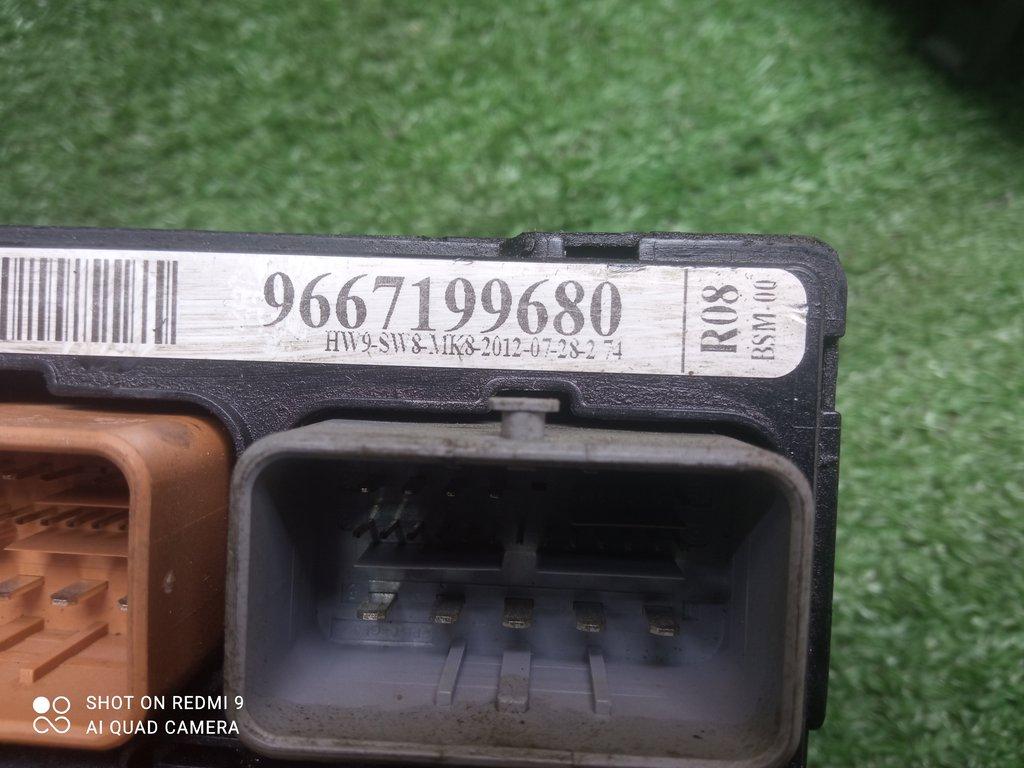 9667199680
HW9-SW8-MK8-2012-07-28-2 74
R08
BSM-00
SHOT ON REDMI 9
AI QUAD CAMERA